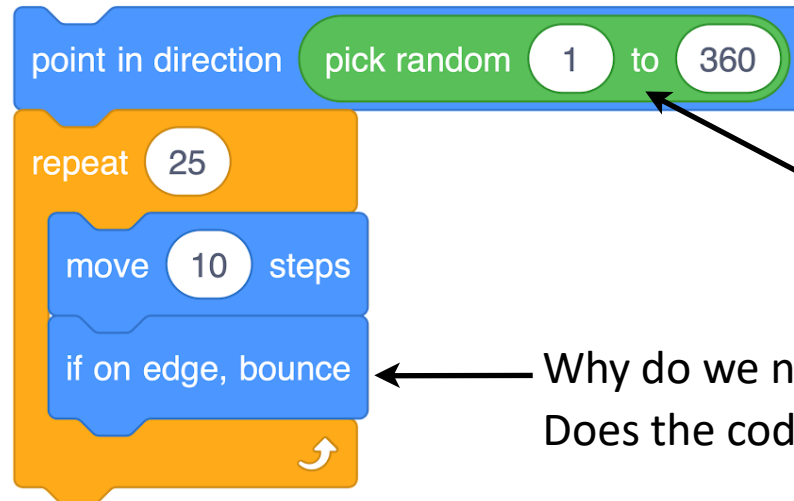 point in direction pick random 1 to 360
repeat 25
move 10 steps
if on edge, bounce
Why do we
Does the